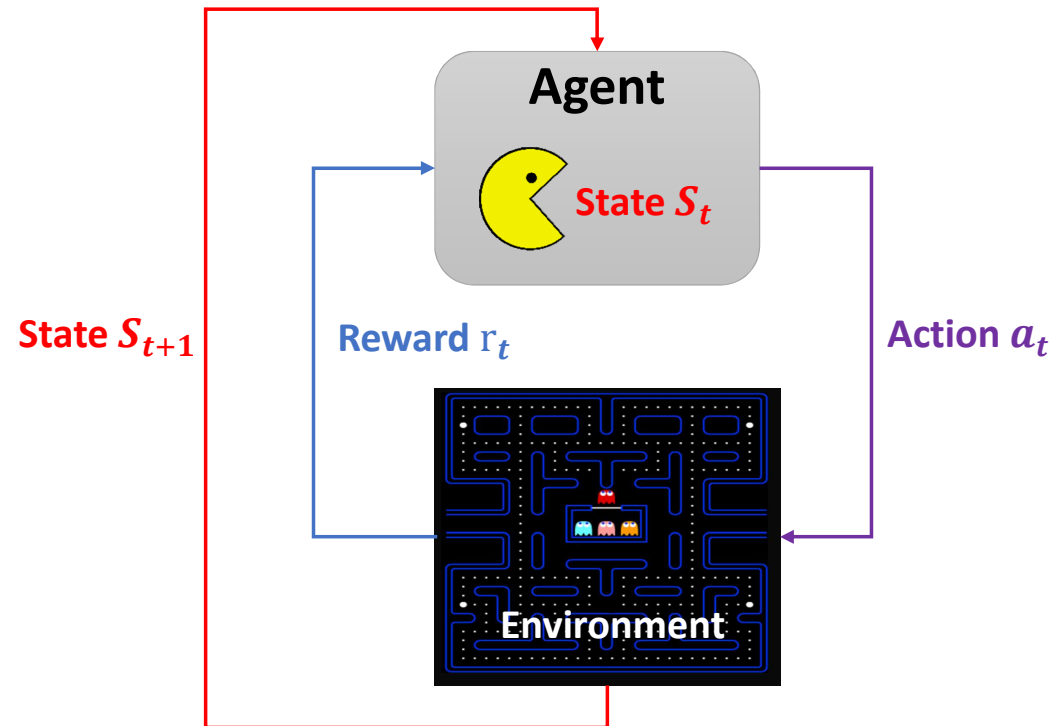 Agent
State S_t
State S_{t+1}
Reward r_t
Action a_t
Environment